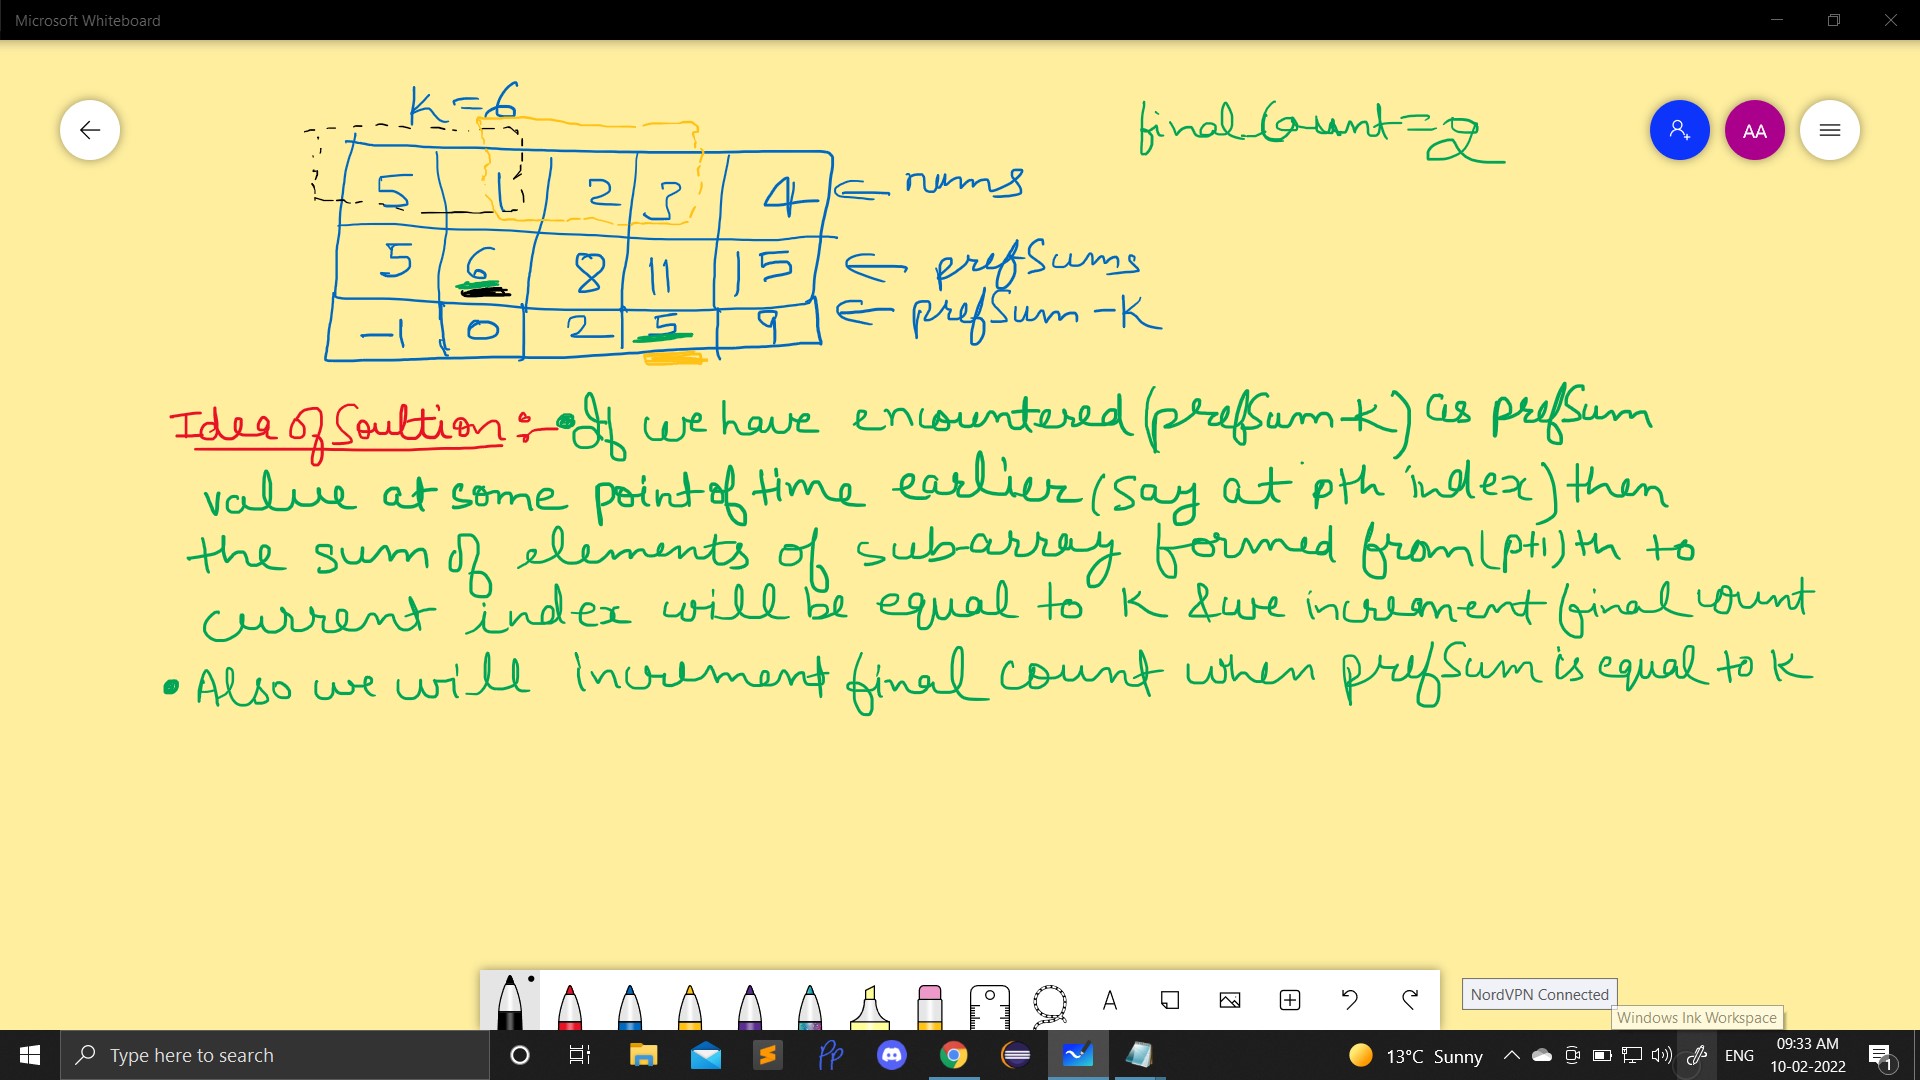 Microsoft Whiteboard
K = 6
final Count = 2
AA
5 1 2 3 4 ← nums
5 6 8 11 15 ← prefSums
-1 0 2 5 9 ← prefSum - K
Idea of Soultion :- • If we have encountered (prefSum - K) as prefSum
value at some point of time earlier (Say at pth index) then
the sum of elements of subarray formed from (p+1)th to
current index will be equal to K & we increment final count
• Also we will increment final count when prefSum is equal to K
A
NordVPN Connected
Windows Ink Workspace
Type here to search
13°C Sunny
ENG
09:33 AM
10-02-2022
1